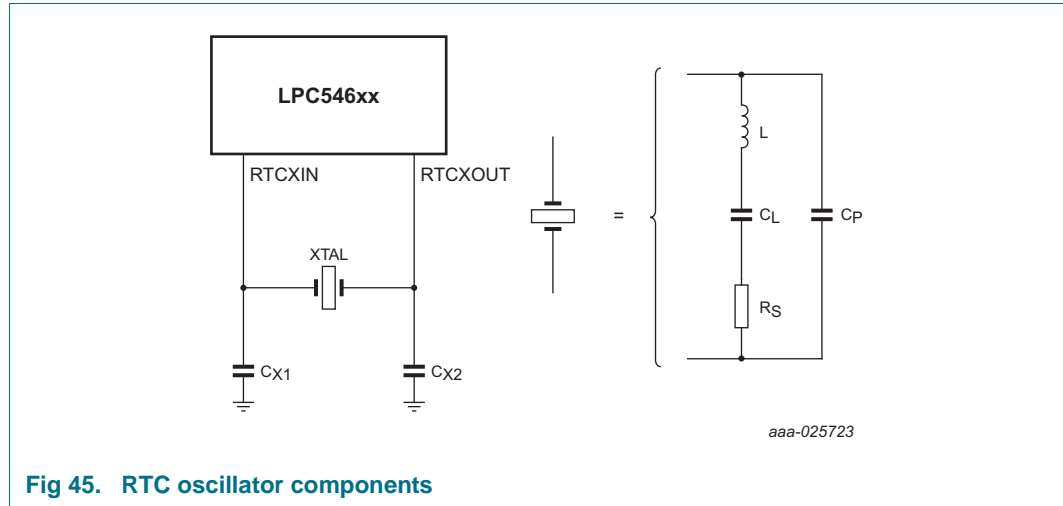 LPC546xx
RTCXIN
RTCXOUT
XTAL
CX1
CX2
=
L
CL
CP
RS
aaa-025723
Fig 45. RTC oscillator components